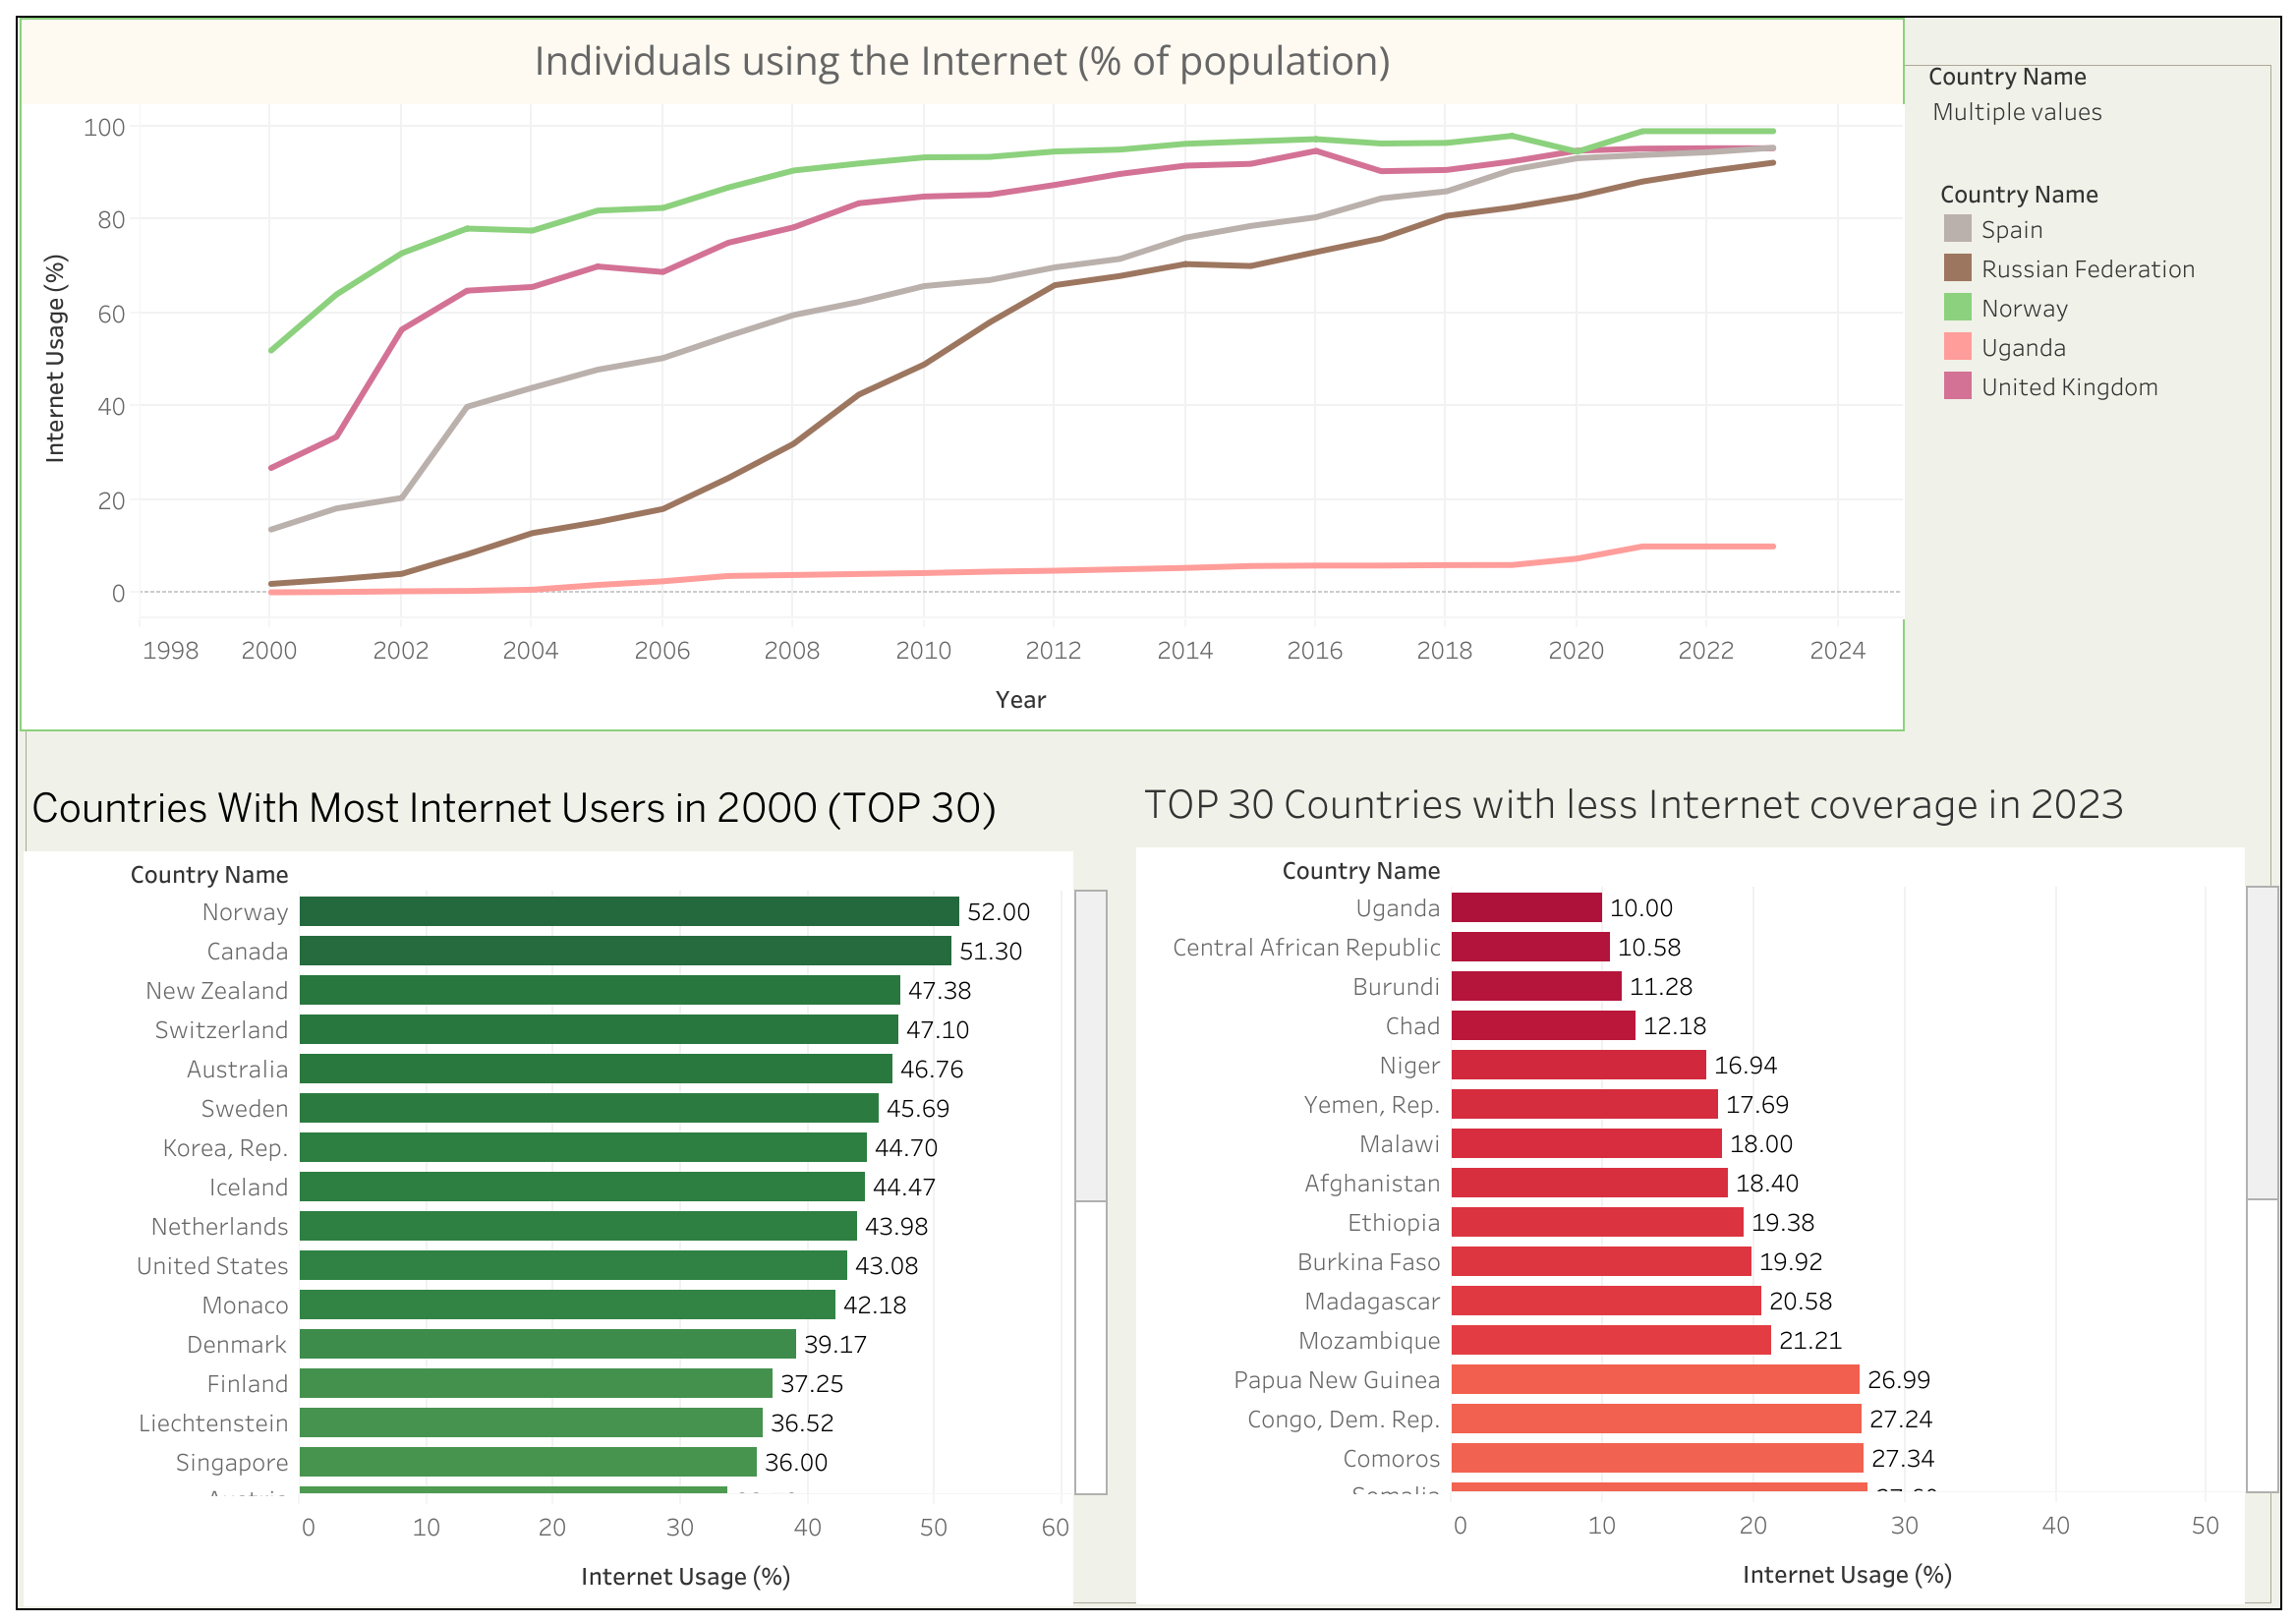 Individuals using the Internet (% of population)
Country Name
Multiple values
Country Name
Spain
Russian Federation
Norway
Uganda
United Kingdom
Internet Usage (%)
100
80
60
40
20
0
1998 2000 2002 2004 2006 2008 2010 2012 2014 2016 2018 2020 2022 2024
Year
Countries With Most Internet Users in 2000 (TOP 30)
Country Name
Norway 52.00
Canada 51.30
New Zealand 47.38
Switzerland 47.10
Australia 46.76
Sweden 45.69
Korea, Rep. 44.70
Iceland 44.47
Netherlands 43.98
United States 43.08
Monaco 42.18
Denmark 39.17
Finland 37.25
Liechtenstein 36.52
Singapore 36.00
0 10 20 30 40 50 60
Internet Usage (%)
TOP 30 Countries with less Internet coverage in 2023
Country Name
Uganda 10.00
Central African Republic 10.58
Burundi 11.28
Chad 12.18
Niger 16.94
Yemen, Rep. 17.69
Malawi 18.00
Afghanistan 18.40
Ethiopia 19.38
Burkina Faso 19.92
Madagascar 20.58
Mozambique 21.21
Papua New Guinea 26.99
Congo, Dem. Rep. 27.24
Comoros 27.34
0 10 20 30 40 50
Internet Usage (%)